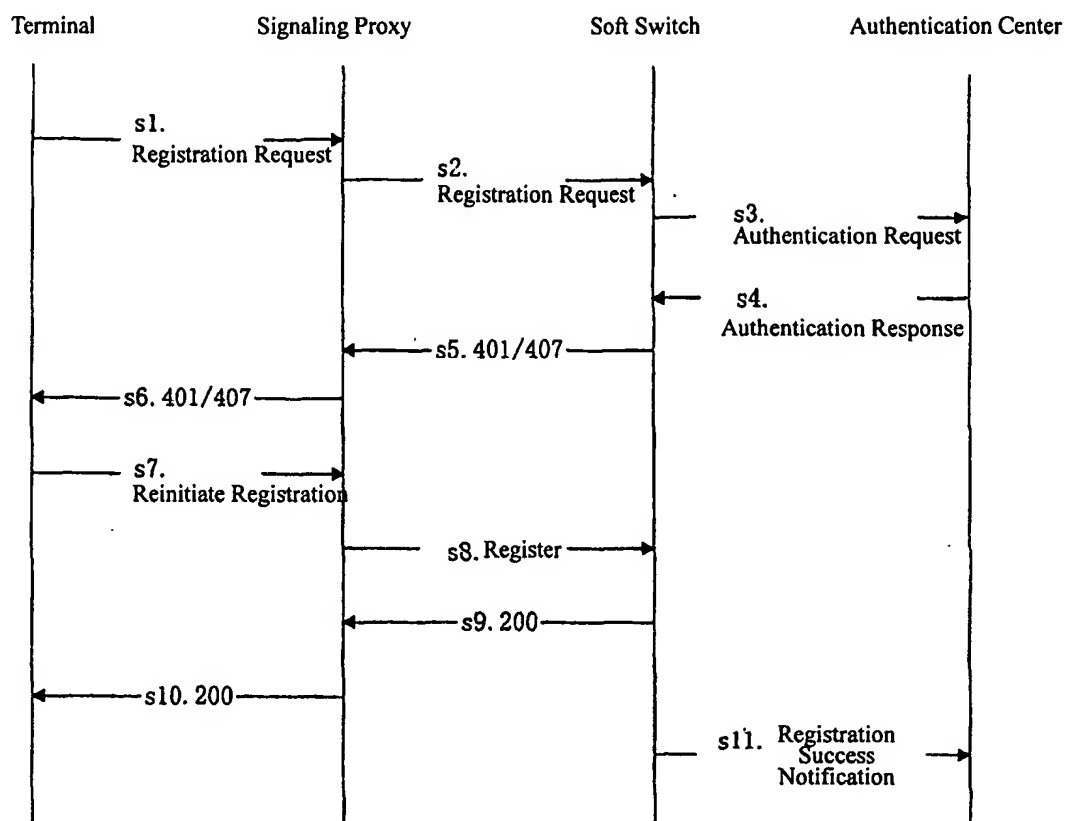 Terminal
Signaling Proxy
Soft Switch
Authentication Center
s1.
Registration Request
s2.
Registration Request
s3.
Authentication Request
s4.
Authentication Response
s5. 401/407
s6. 401/407
s7.
Reinitiate Registration
s8. Register
s9. 200
s10. 200
s11. Registration
Success
Notification